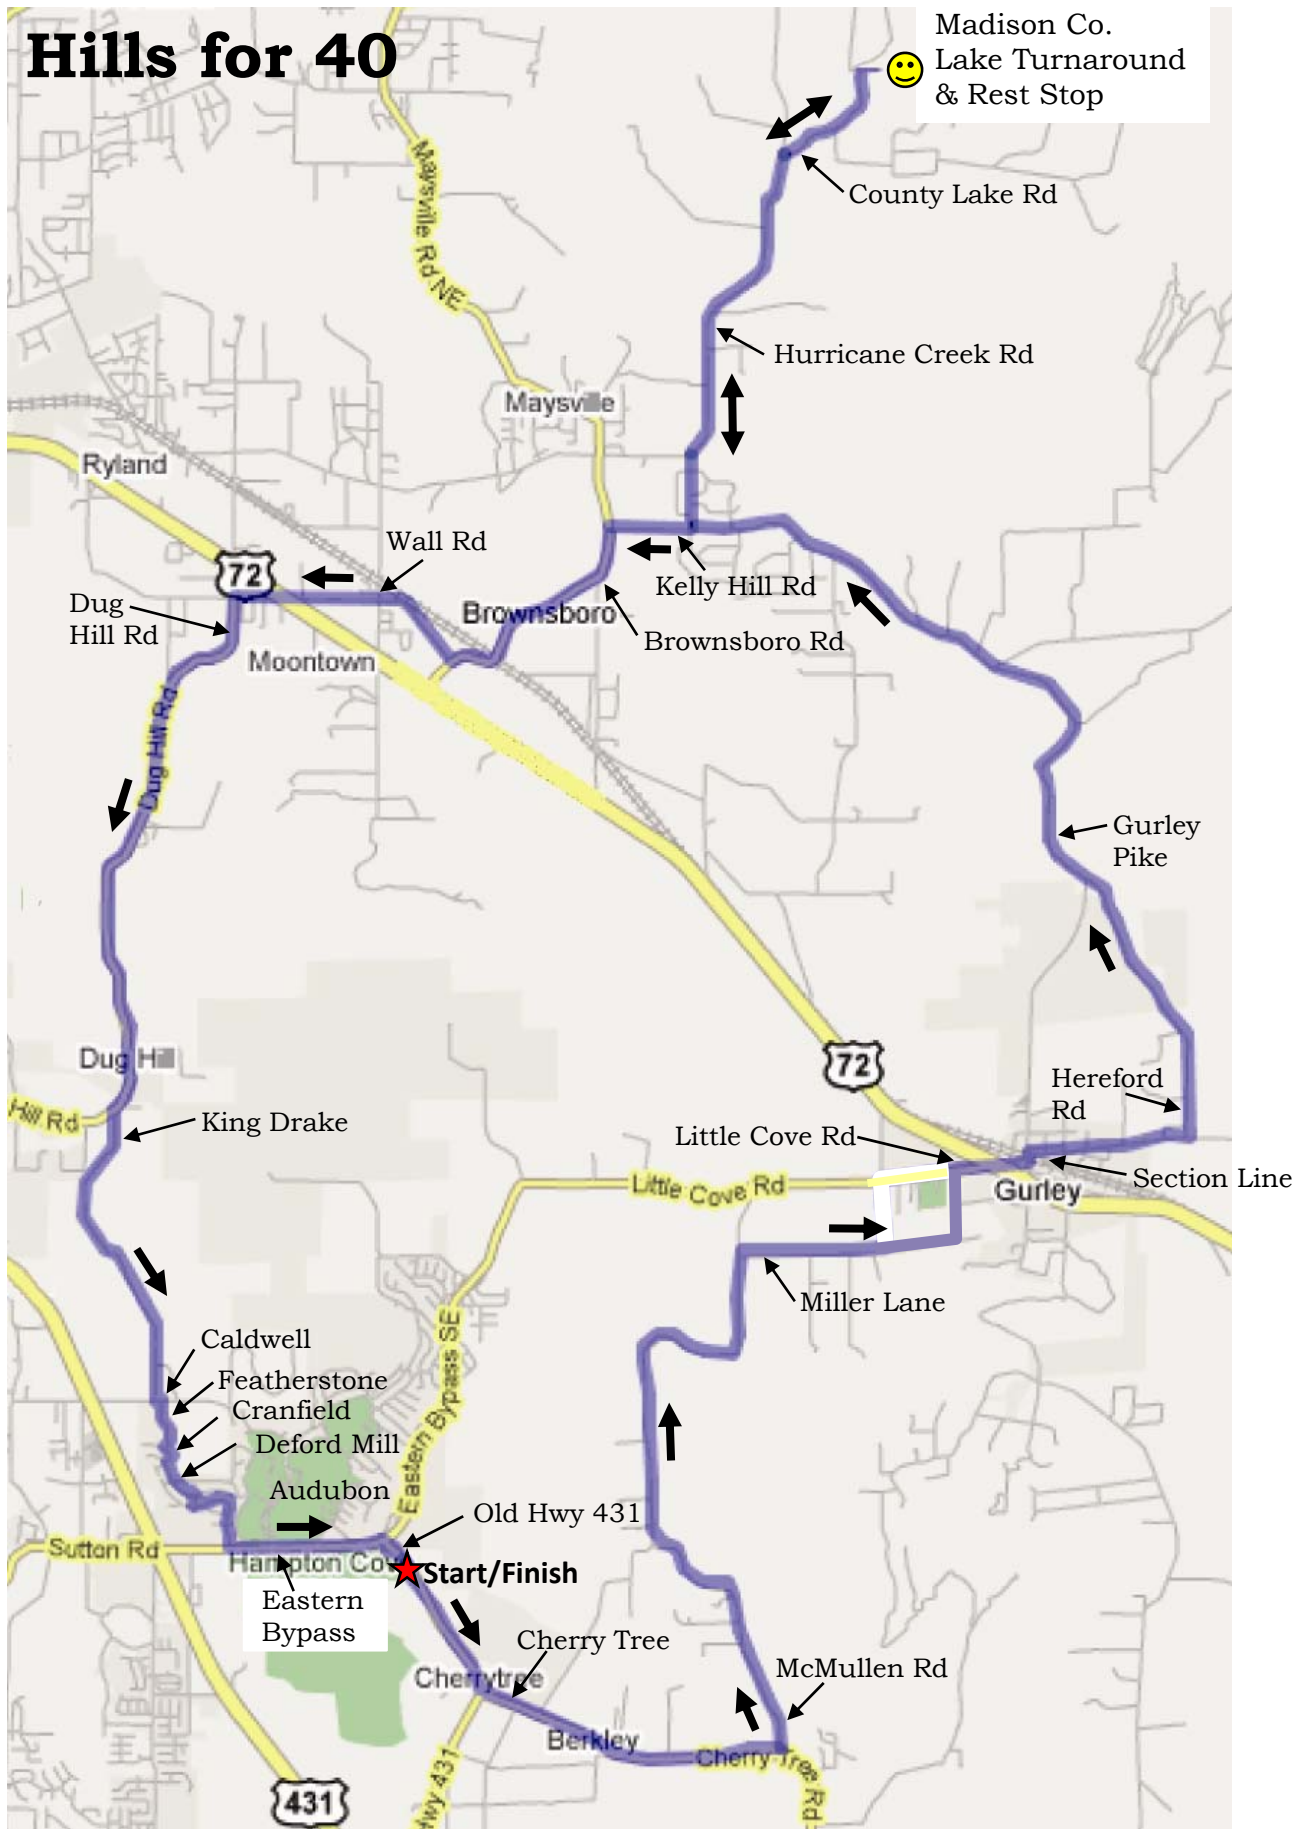 Hills for 40
Madison Co.
Lake Turnaround
& Rest Stop
Maysville Rd NE
County Lake Rd
Hurricane Creek Rd
Maysville
Ryland
Wall Rd
72
Kelly Hill Rd
Dug
Hill Rd
Brownsboro
Brownsboro Rd
Moontown
Dug Hill Rd
Gurley
Pike
Dug Hill
72
Hereford
Rd
Hill Rd
King Drake
Little Cove Rd
Section Line
Little Cove Rd
Gurley
Miller Lane
Caldwell
Featherstone
Cranfield
Deford Mill
Eastern Bypass SE
Audubon
Old Hwy 431
Sutton Rd
Hampton Co
Start/Finish
Eastern
Bypass
Cherry Tree
Cherrytree
McMullen Rd
Berkley
Cherry Tree Rd
Hwy 431
431